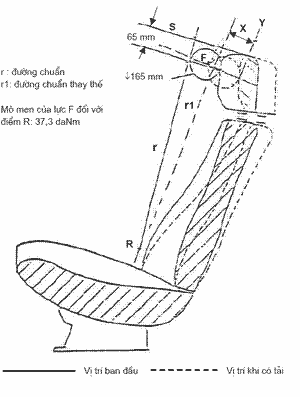 S
X
Y
65 mm
F
r : đường chuẩn
r1: đường chuẩn thay thế
↓165 mm
r1
Mô men của lực F đối với
điểm R: 37,3 daNm
r
R
Vị trí ban đầu
Vị trí khi có tải